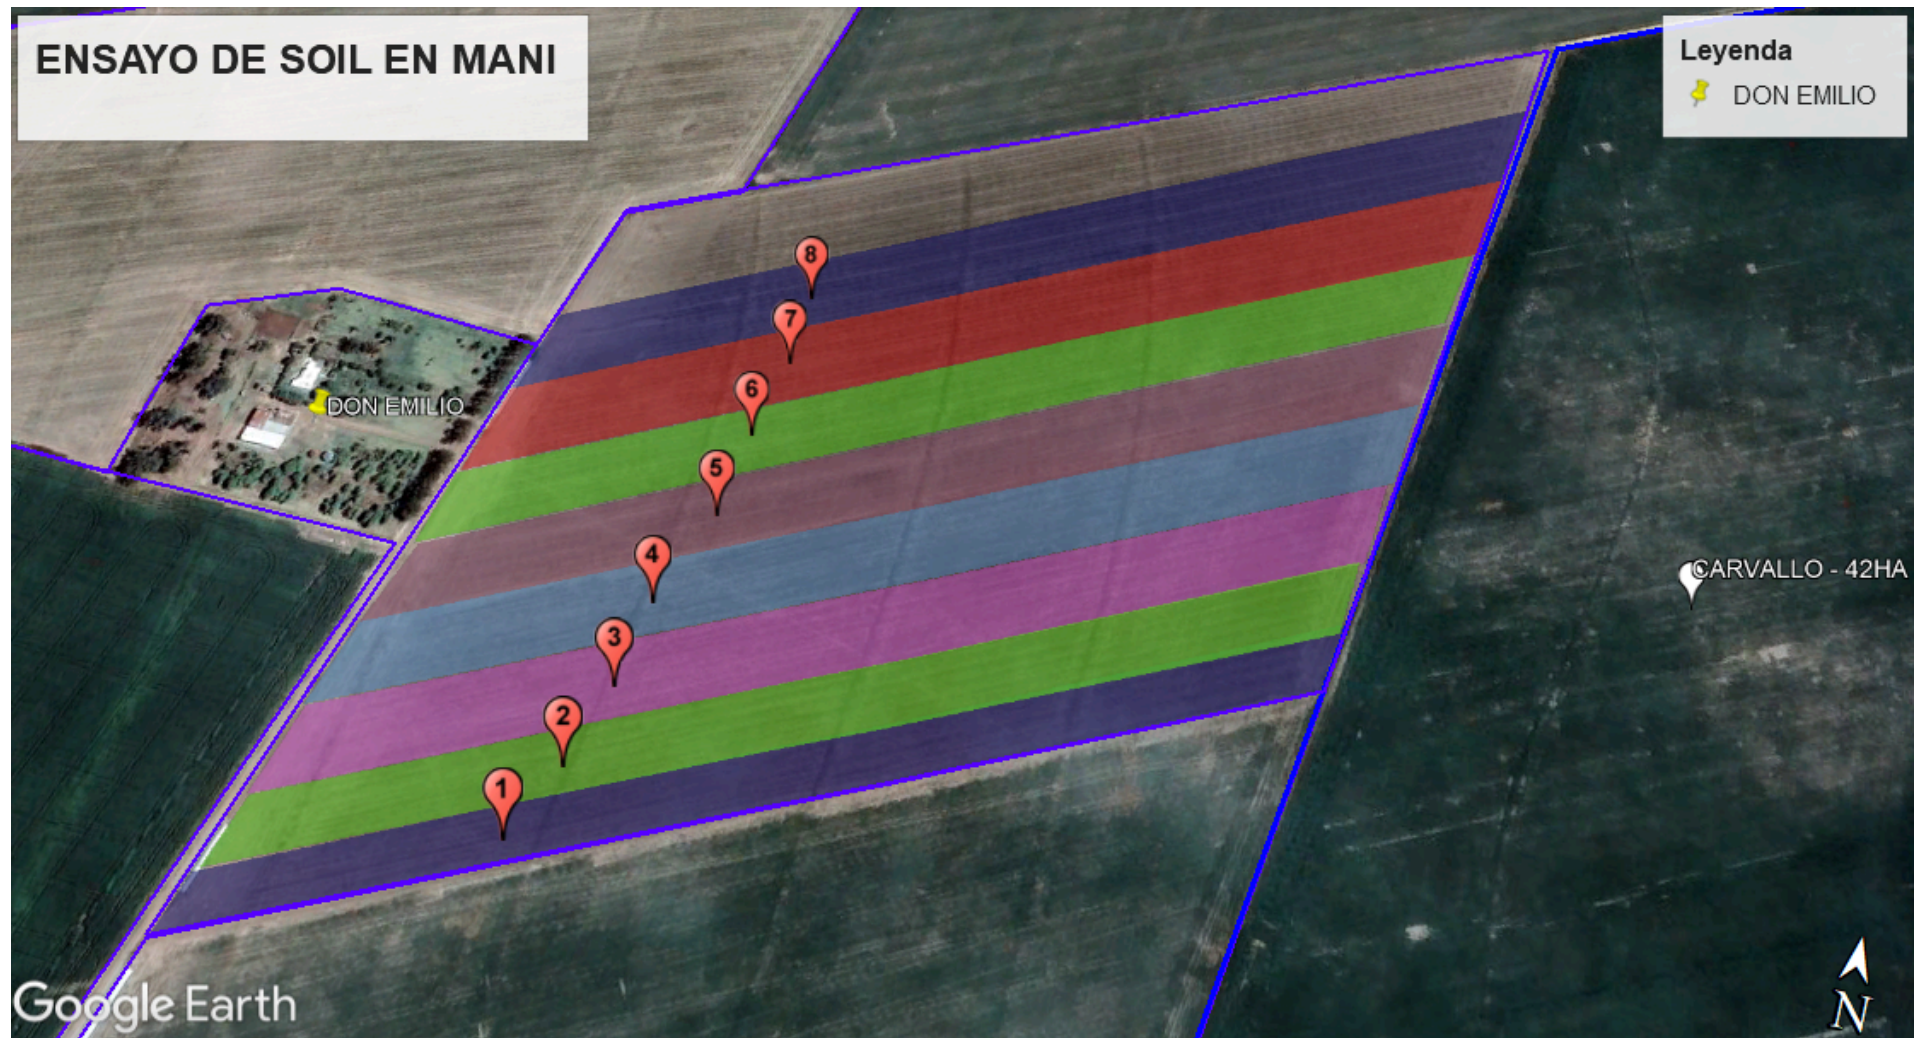 ENSAYO DE SOIL EN MANI
Leyenda
DON EMILIO
8
7
6
DON EMILIO
5
4
CARVALLO - 42HA
3
2
1
Google Earth
N